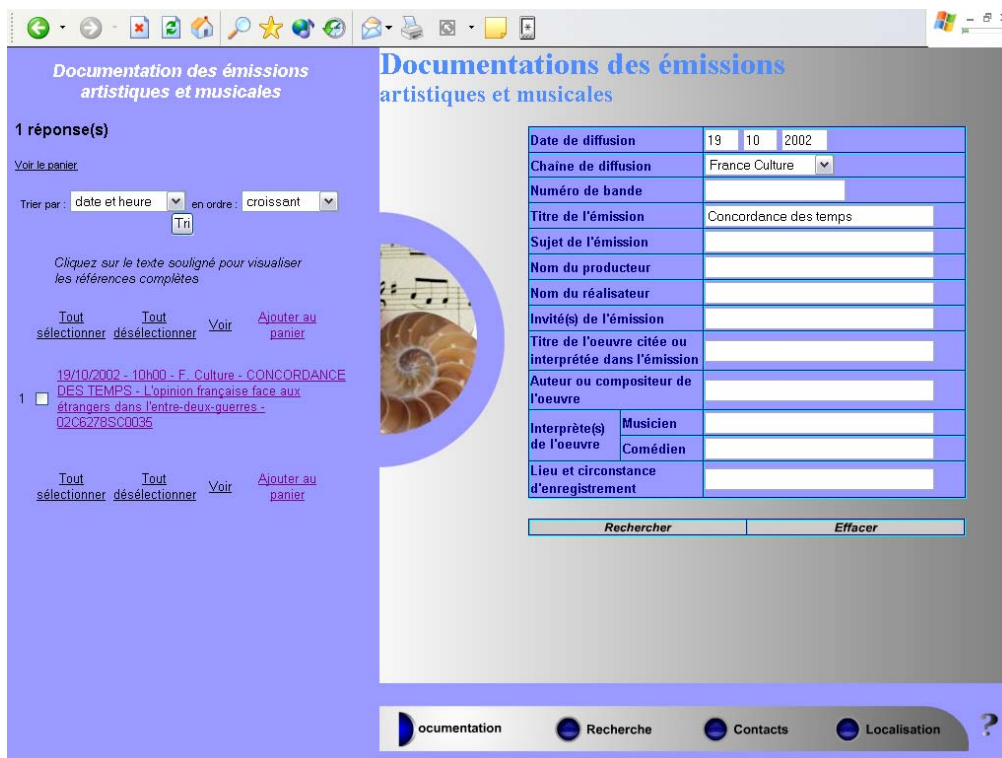 Documentation des émissions
artistiques et musicales
1 réponse(s)
Voir le panier
Trier par : date et heure en ordre : croissant
Tri
Cliquez sur le texte souligné pour visualiser
les références complètes
Tout sélectionner Tout désélectionner Voir Ajouter au panier
1 19/10/2002 - 10h00 - F. Culture - CONCORDANCE
DES TEMPS - L'opinion française face aux
étrangers dans l'entre-deux-guerres -
02C6278SC0035
Tout sélectionner Tout désélectionner Voir Ajouter au panier
Documentations des émissions
artistiques et musicales
Date de diffusion 19 10 2002
Chaîne de diffusion France Culture
Numéro de bande
Titre de l'émission Concordance des temps
Sujet de l'émission
Nom du producteur
Nom du réalisateur
Invité(s) de l'émission
Titre de l'oeuvre citée ou
interprétée dans l'émission
Auteur ou compositeur de
l'oeuvre
Interprète(s)
de l'oeuvre
Musicien
Comédien
Lieu et circonstance
d'enregistrement
Rechercher Effacer
ocumentation Recherche Contacts Localisation ?